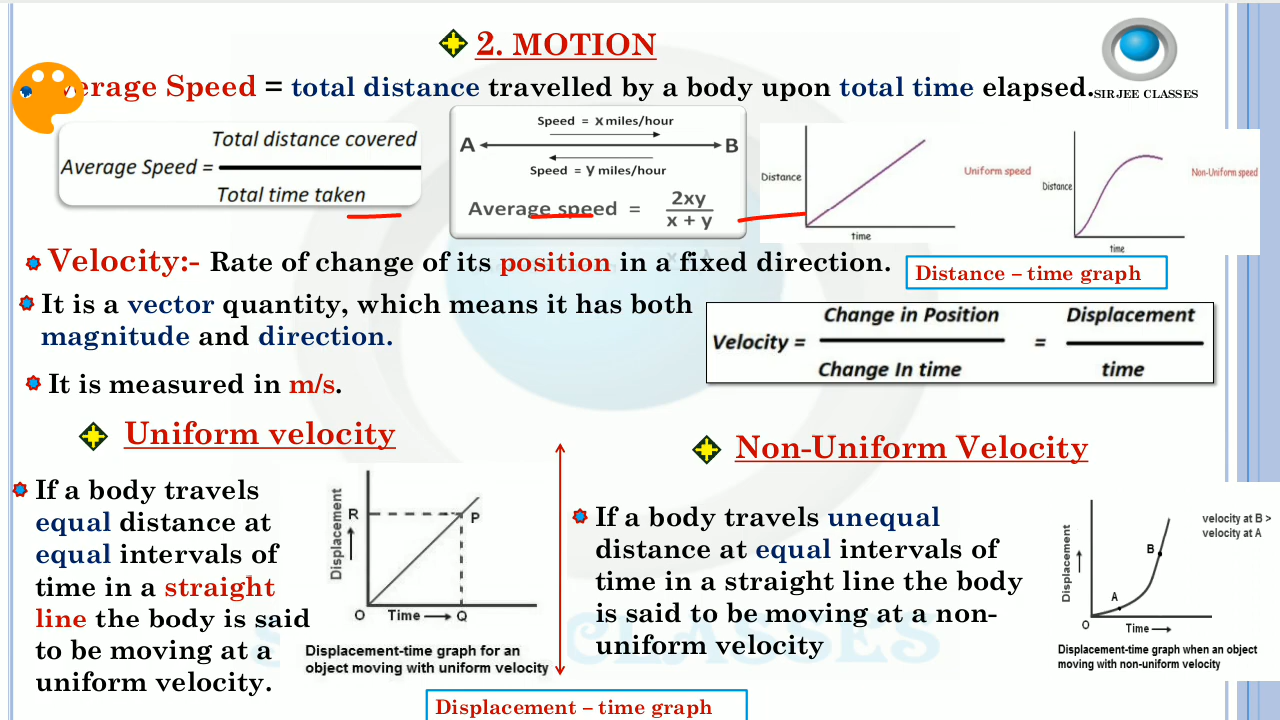 2. MOTION
verage Speed = total distance travelled by a body upon total time elapsed.
SIRJEE CLASSES
Average Speed = Total distance covered
Total time taken
Speed = x miles/hour
A B
Speed = y miles/hour
Average speed = 2xy
x + y
Distance
Uniform speed
time
Distance
Non-Uniform speed
time
Velocity:- Rate of change of its position in a fixed direction.
Distance – time graph
It is a vector quantity, which means it has both
magnitude and direction.
Velocity = Change in Position = Displacement
Change In time time
It is measured in m/s.
Uniform velocity
If a body travels
equal distance at
equal intervals of
time in a straight
line the body is said
to be moving at a
uniform velocity.
Displacement
R
P
O Time Q
Displacement-time graph for an
object moving with uniform velocity
Displacement – time graph
Non-Uniform Velocity
If a body travels unequal
distance at equal intervals of
time in a straight line the body
is said to be moving at a non-
uniform velocity
velocity at B >
velocity at A
Displacement
B
A
O
Time
Displacement-time graph when an object
moving with non-uniform velocity